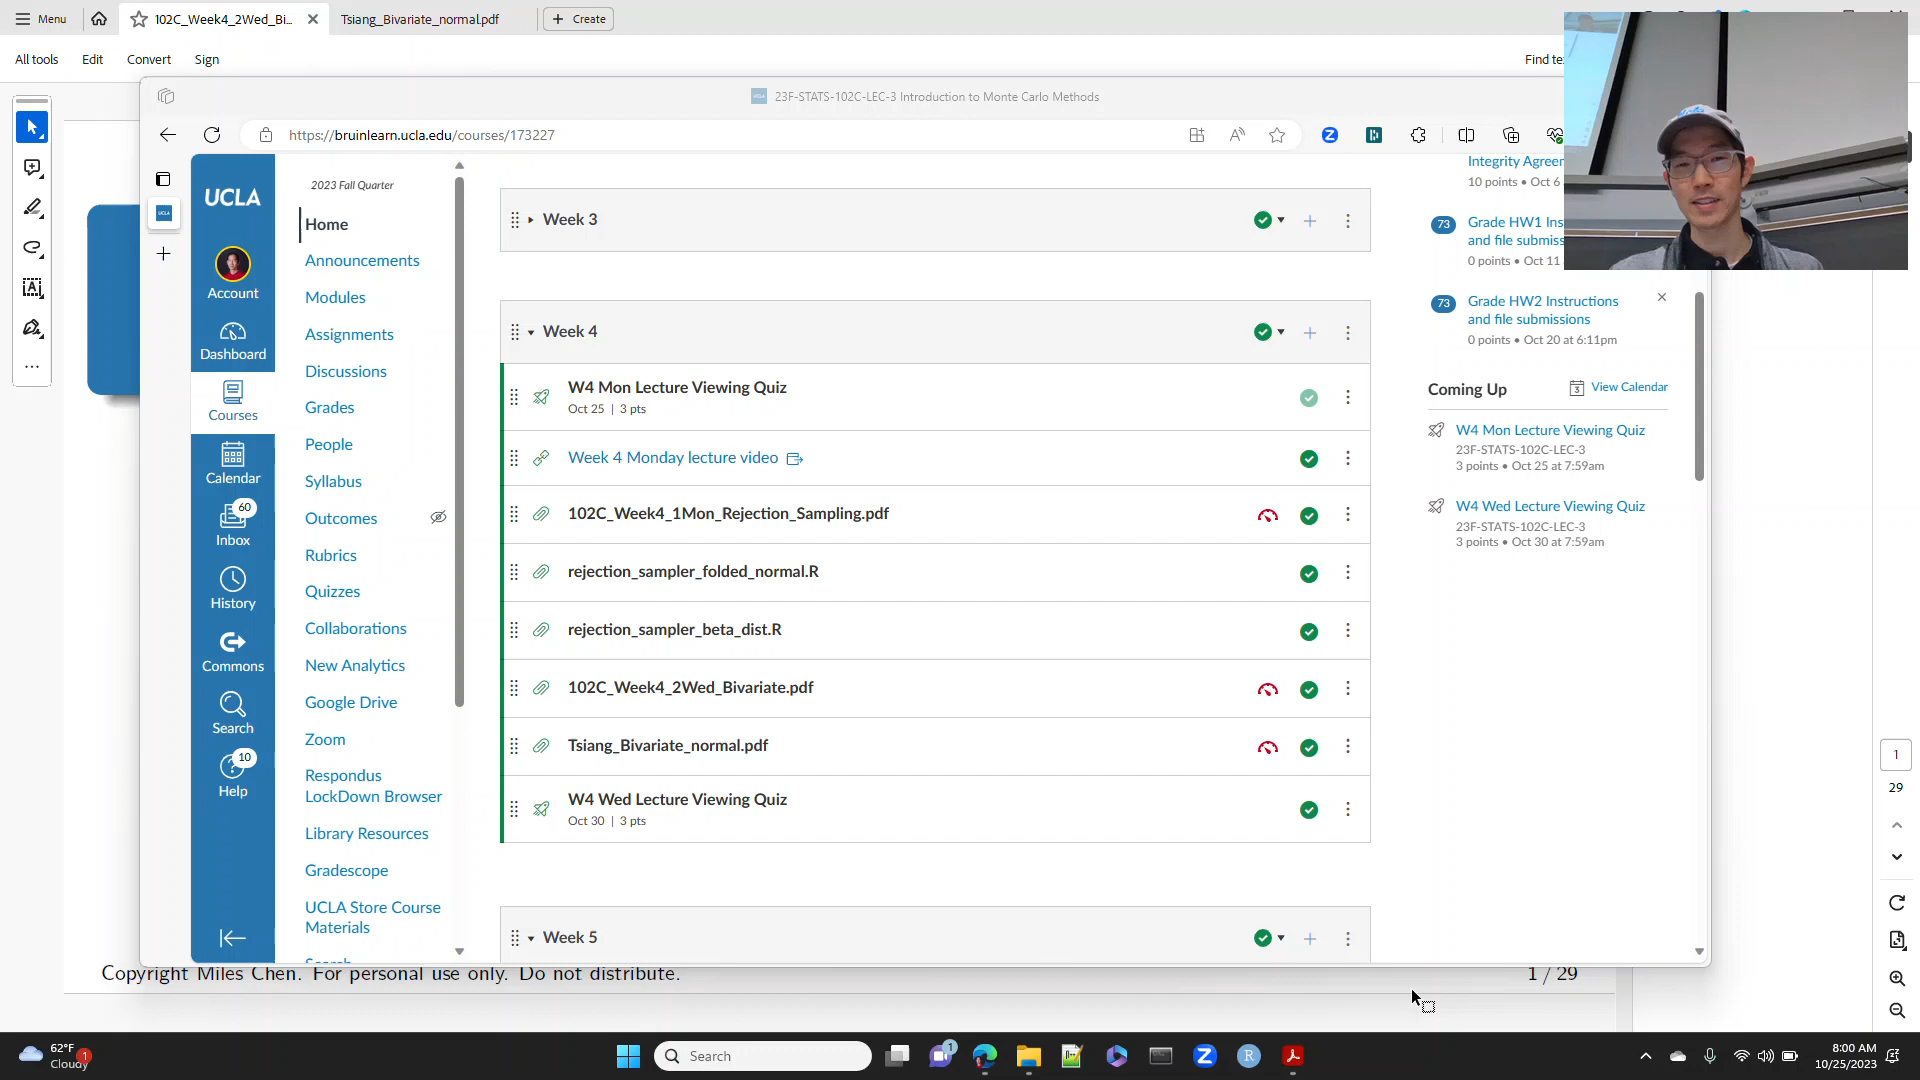 Menu
102C_Week4_2Wed_Bi...
Tsiang_Bivariate_normal.pdf
Create
All tools
Edit
Convert
Sign
Find te
23F-STATS-102C-LEC-3 Introduction to Monte Carlo Methods
https://bruinlearn.ucla.edu/courses/173227
UCLA
Account
Dashboard
Courses
Calendar
60
Inbox
History
Commons
Search
10
Help
2023 Fall Quarter
Home
Announcements
Modules
Assignments
Discussions
Grades
People
Syllabus
Outcomes
Rubrics
Quizzes
Collaborations
New Analytics
Google Drive
Zoom
Respondus
LockDown Browser
Library Resources
Gradescope
UCLA Store Course
Materials
Week 3
Week 4
W4 Mon Lecture Viewing Quiz
Oct 25 | 3 pts
Week 4 Monday lecture video
102C_Week4_1Mon_Rejection_Sampling.pdf
rejection_sampler_folded_normal.R
rejection_sampler_beta_dist.R
102C_Week4_2Wed_Bivariate.pdf
Tsiang_Bivariate_normal.pdf
W4 Wed Lecture Viewing Quiz
Oct 30 | 3 pts
Week 5
Integrity Agreer
10 points • Oct 6
73
Grade HW1 Ins
and file submiss
0 points • Oct 11
73
Grade HW2 Instructions
and file submissions
0 points • Oct 20 at 6:11pm
Coming Up
View Calendar
W4 Mon Lecture Viewing Quiz
23F-STATS-102C-LEC-3
3 points • Oct 25 at 7:59am
W4 Wed Lecture Viewing Quiz
23F-STATS-102C-LEC-3
3 points • Oct 30 at 7:59am
1
29
Copyright Miles Chen. For personal use only. Do not distribute.
1 / 29
62°F
Cloudy
1
Search
1
8:00 AM
10/25/2023